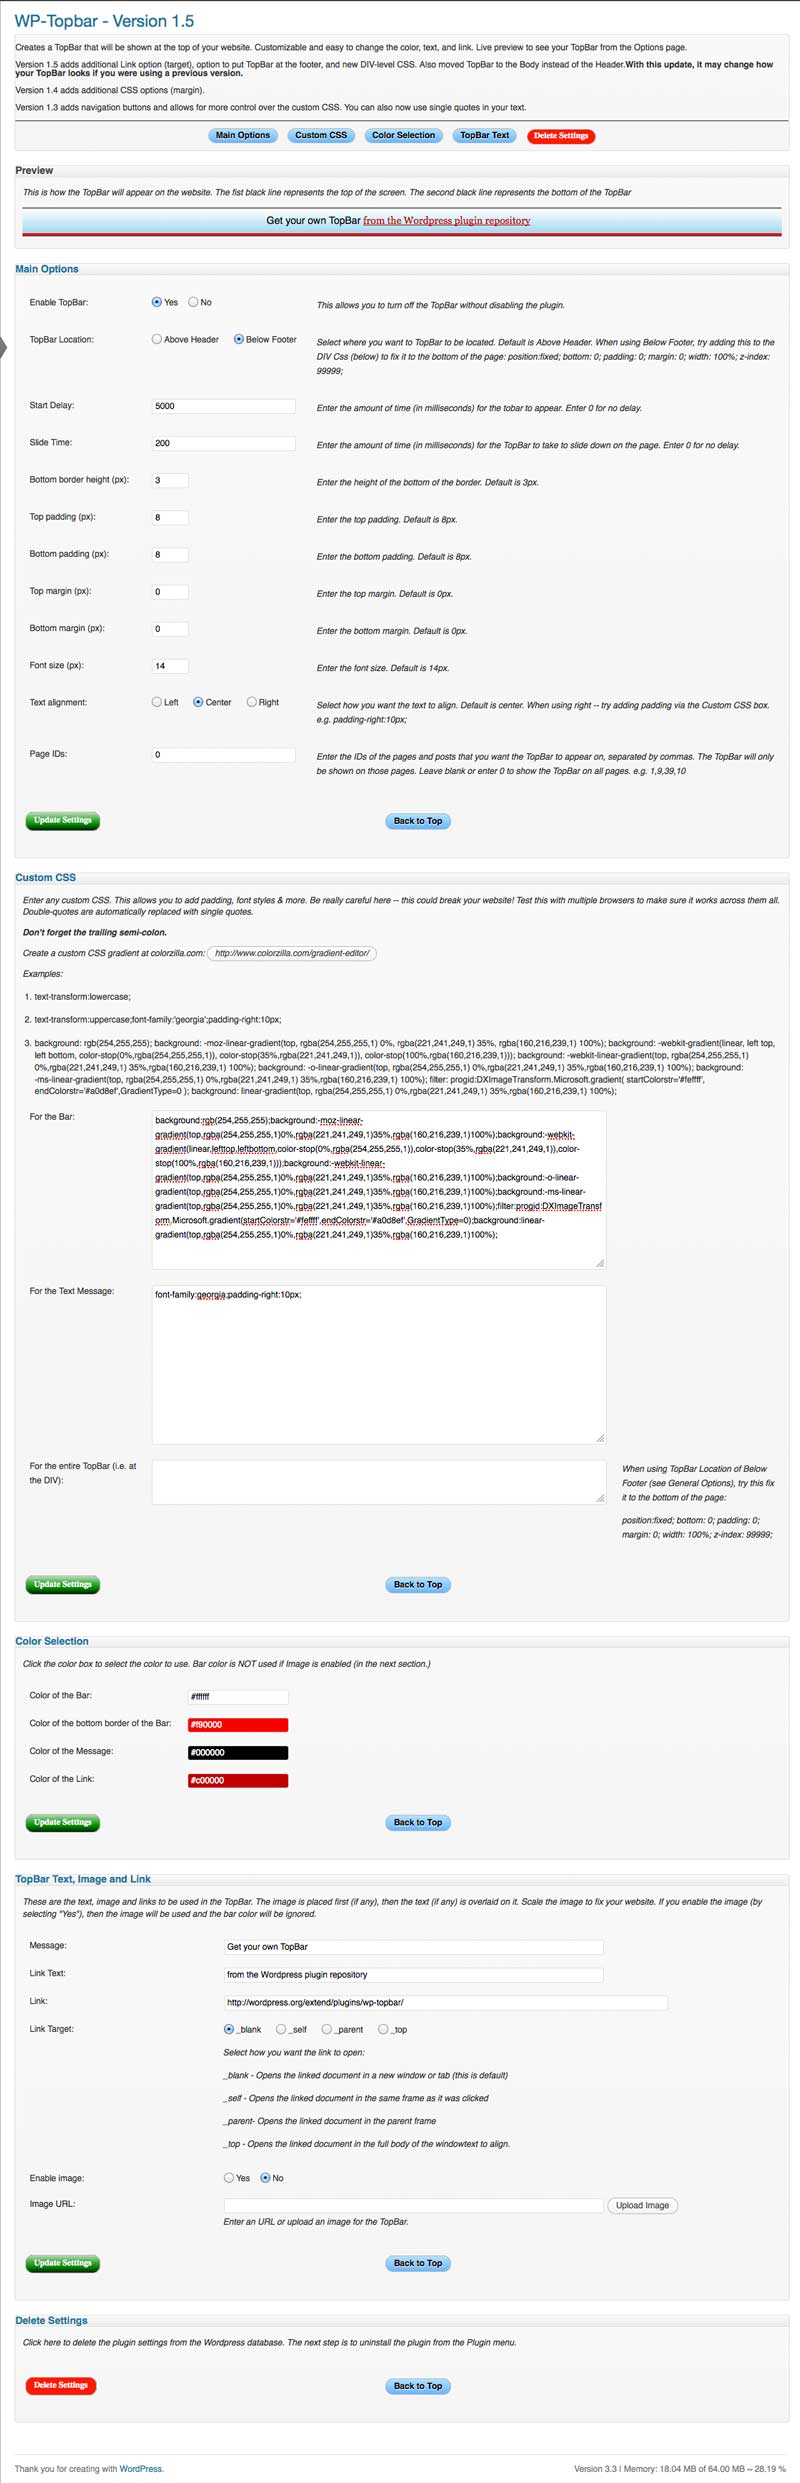 WP-Topbar - Version 1.5
Creates a TopBar that will be shown at the top of your website. Customizable and easy to change the color, text, and link. Live preview to see your TopBar from the Options page.
Version 1.5 adds additional Link option (target), option to put TopBar at the footer, and new DIV-level CSS. Also moved TopBar to the Body instead of the Header.With this update, it may change how
your TopBar looks if you were using a previous version.
Version 1.4 adds additional CSS options (margin).
Version 1.3 adds navigation buttons and allows for more control over the custom CSS. You can also now use single quotes in your text.
Main Options Custom CSS Color Selection TopBar Text Delete Settings
Preview
This is how the TopBar will appear on the website. The fist black line represents the top of the screen. The second black line represents the bottom of the TopBar
Get your own TopBar from the Wordpress plugin repository
Main Options
Enable TopBar: Yes No This allows you to turn off the TopBar without disabling the plugin.
TopBar Location: Above Header Below Footer Select where you want to TopBar to be located. Default is Above Header. When using Below Footer, try adding this to the
DIV Css (below) to fix it to the bottom of the page: position:fixed; bottom: 0; padding: 0; margin: 0; width: 100%; z-index:
99999;
Start Delay: 5000 Enter the amount of time (in milliseconds) for the tobar to appear. Enter 0 for no delay.
Slide Time: 200 Enter the amount of time (in milliseconds) for the TopBar to take to slide down on the page. Enter 0 for no delay.
Bottom border height (px): 3 Enter the height of the bottom of the border. Default is 3px.
Top padding (px): 8 Enter the top padding. Default is 8px.
Bottom padding (px): 8 Enter the bottom padding. Default is 8px.
Top margin (px): 0 Enter the top margin. Default is 0px.
Bottom margin (px): 0 Enter the bottom margin. Default is 0px.
Font size (px): 14 Enter the font size. Default is 14px.
Text alignment: Left Center Right Select how you want the text to align. Default is center. When using right -- try adding padding via the Custom CSS box.
e.g. padding-right:10px;
Page IDs: 0 Enter the IDs of the pages and posts that you want the TopBar to appear on, separated by commas. The TopBar will only
be shown on those pages. Leave blank or enter 0 to show the TopBar on all pages. e.g. 1,9,39,10
Update Settings Back to Top
Custom CSS
Enter any custom CSS. This allows you to add padding, font styles & more. Be really careful here -- this could break your website! Test this with multiple browsers to make sure it works across them all.
Double-quotes are automatically replaced with single quotes.
Don't forget the trailing semi-colon.
Create a custom CSS gradient at colorzilla.com: http://www.colorzilla.com/gradient-editor/
Examples:
1. text-transform:lowercase;
2. text-transform:uppercase;font-family:'georgia';padding-right:10px;
3. background: rgb(254,255,255); background: -moz-linear-gradient(top, rgba(254,255,255,1) 0%, rgba(221,241,249,1) 35%, rgba(160,216,239,1) 100%); background: -webkit-gradient(linear, left top,
left bottom, color-stop(0%,rgba(254,255,255,1)), color-stop(35%,rgba(221,241,249,1)), color-stop(100%,rgba(160,216,239,1))); background: -webkit-linear-gradient(top, rgba(254,255,255,1)
0%,rgba(221,241,249,1) 35%,rgba(160,216,239,1) 100%); background: -o-linear-gradient(top, rgba(254,255,255,1) 0%,rgba(221,241,249,1) 35%,rgba(160,216,239,1) 100%); background:
-ms-linear-gradient(top, rgba(254,255,255,1) 0%,rgba(221,241,249,1) 35%,rgba(160,216,239,1) 100%); filter: progid:DXImageTransform.Microsoft.gradient( startColorstr='#feffff',
endColorstr='#a0d8ef',GradientType=0 ); background: linear-gradient(top, rgba(254,255,255,1) 0%,rgba(221,241,249,1) 35%,rgba(160,216,239,1) 100%);
For the Bar: background:rgb(254,255,255);background:-moz-linear-
gradient(top,rgba(254,255,255,1)0%,rgba(221,241,249,1)35%,rgba(160,216,239,1)100%);background:-webkit-
gradient(linear,lefttop,leftbottom,color-stop(0%,rgba(254,255,255,1)),color-stop(35%,rgba(221,241,249,1)),color-
stop(100%,rgba(160,216,239,1)));background:-webkit-linear-
gradient(top,rgba(254,255,255,1)0%,rgba(221,241,249,1)35%,rgba(160,216,239,1)100%);background:-o-linear-
gradient(top,rgba(254,255,255,1)0%,rgba(221,241,249,1)35%,rgba(160,216,239,1)100%);background:-ms-linear-
gradient(top,rgba(254,255,255,1)0%,rgba(221,241,249,1)35%,rgba(160,216,239,1)100%);filter:progid:DXImageTransf
orm.Microsoft.gradient(startColorstr='#feffff',endColorstr='#a0d8ef',GradientType=0);background:linear-
gradient(top,rgba(254,255,255,1)0%,rgba(221,241,249,1)35%,rgba(160,216,239,1)100%);
For the Text Message: font-family:georgia;padding-right:10px;
For the entire TopBar (i.e. at
the DIV):
When using TopBar Location of Below
Footer (see General Options), try this fix
it to the bottom of the page:
position:fixed; bottom: 0; padding: 0;
margin: 0; width: 100%; z-index: 99999;
Update Settings Back to Top
Color Selection
Click the color box to select the color to use. Bar color is NOT used if Image is enabled (in the next section.)
Color of the Bar: #ffffff
Color of the bottom border of the Bar: #f90000
Color of the Message: #000000
Color of the Link: #c00000
Update Settings Back to Top
TopBar Text, Image and Link
These are the text, image and links to be used in the TopBar. The image is placed first (if any), then the text (if any) is overlaid on it. Scale the image to fix your website. If you enable the image (by
selecting "Yes"), then the image will be used and the bar color will be ignored.
Message: Get your own TopBar
Link Text: from the Wordpress plugin repository
Link: http://wordpress.org/extend/plugins/wp-topbar/
Link Target: _blank _self _parent _top
Select how you want the link to open:
_blank - Opens the linked document in a new window or tab (this is default)
_self - Opens the linked document in the same frame as it was clicked
_parent- Opens the linked document in the parent frame
_top - Opens the linked document in the full body of the windowtext to align.
Enable image: Yes No
Image URL: Upload Image
Enter an URL or upload an image for the TopBar.
Update Settings Back to Top
Delete Settings
Click here to delete the plugin settings from the Wordpress database. The next step is to uninstall the plugin from the Plugin menu.
Delete Settings Back to Top
Thank you for creating with WordPress. Version 3.3 | Memory: 18.04 MB of 64.00 MB ~ 28.19 %